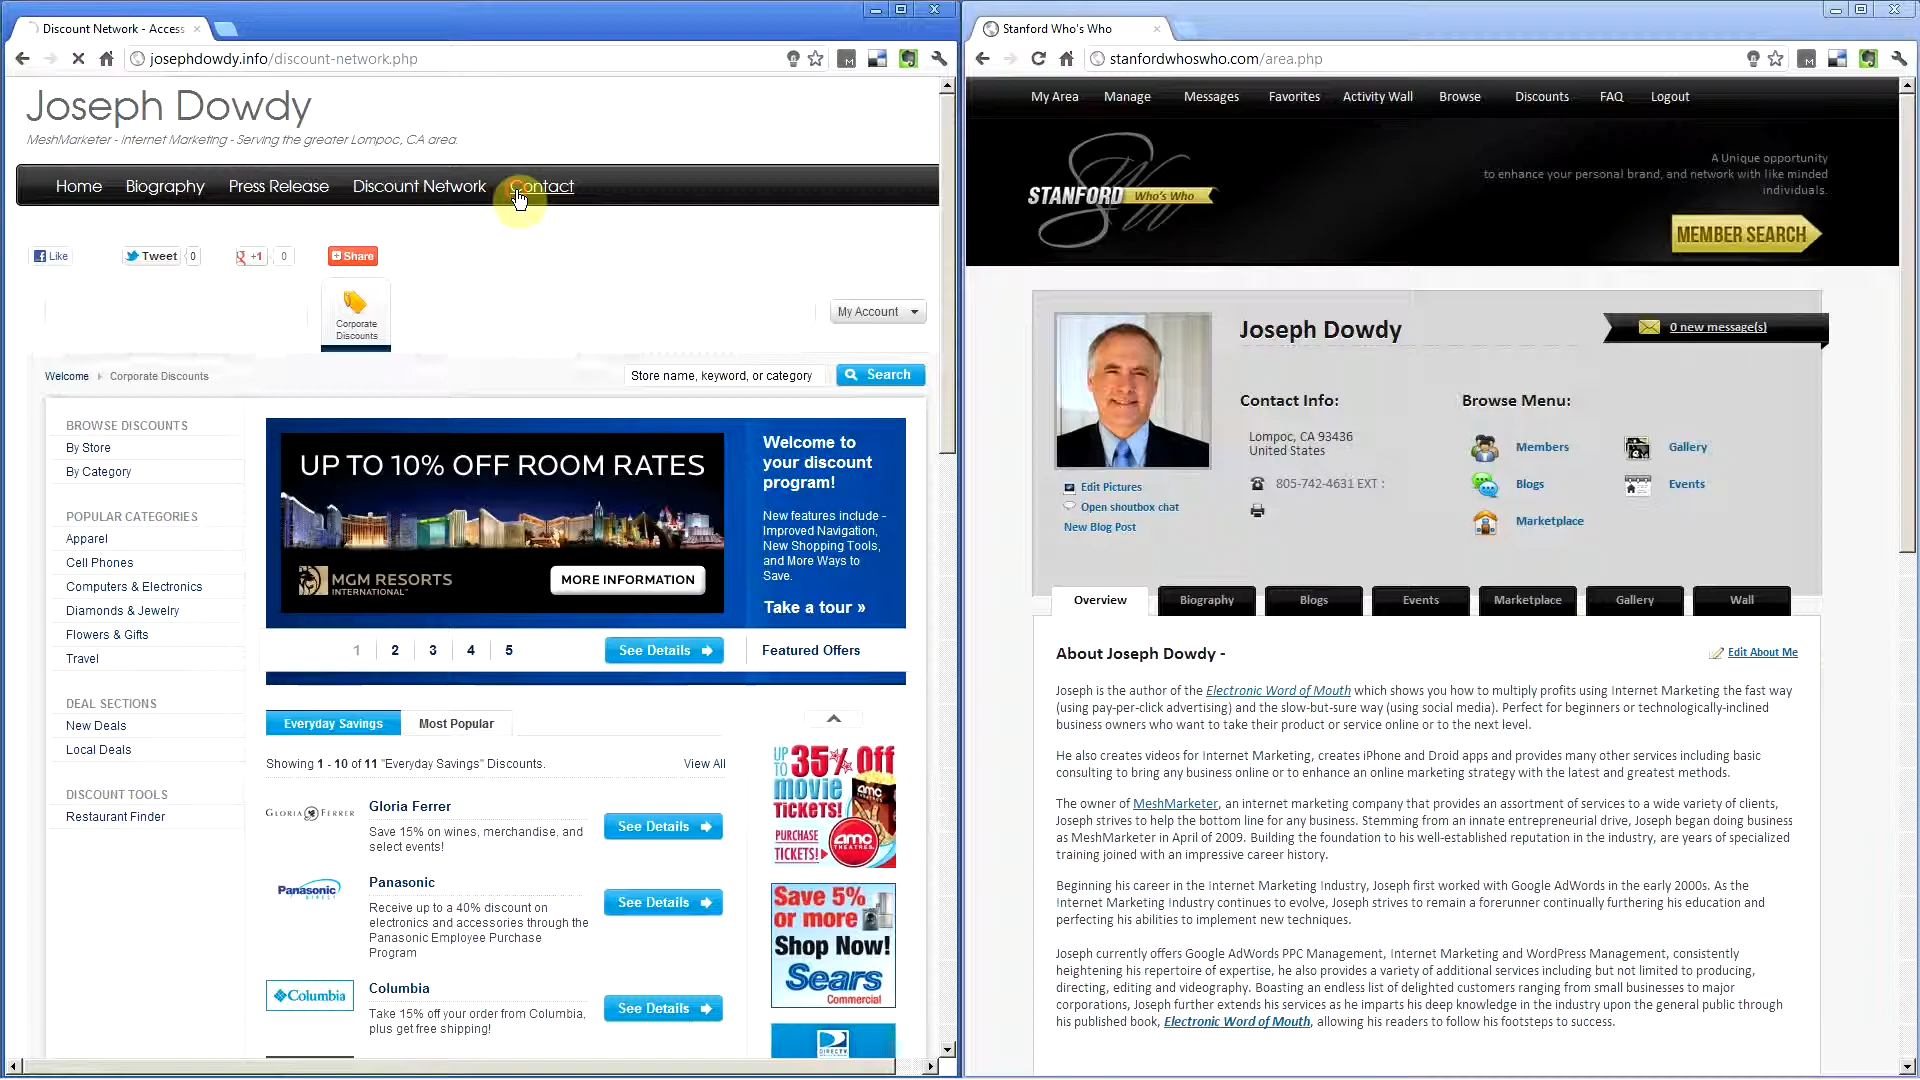 Discount Network - Access
josephdowdy.info/discount-network.php
Joseph Dowdy
MeshMarketer - Internet Marketing - Serving the greater Lompoc, CA area.
Home Biography Press Release Discount Network Contact
Like Tweet 0 +1 0 Share
Corporate
Discounts
My Account
Welcome Corporate Discounts
Store name, keyword, or category Search
BROWSE DISCOUNTS
By Store
By Category
POPULAR CATEGORIES
Apparel
Cell Phones
Computers & Electronics
Diamonds & Jewelry
Flowers & Gifts
Travel
DEAL SECTIONS
New Deals
Local Deals
DISCOUNT TOOLS
Restaurant Finder
UP TO 10% OFF ROOM RATES
MGM RESORTS
INTERNATIONAL
MORE INFORMATION
Welcome to
your discount
program!
New features include -
Improved Navigation,
New Shopping Tools,
and More Ways to
Save.
Take a tour »
1 2 3 4 5 See Details Featured Offers
Everyday Savings Most Popular
Showing 1 - 10 of 11 "Everyday Savings" Discounts. View All
GLORIA FERRER
Gloria Ferrer
Save 15% on wines, merchandise, and
select events!
See Details
Panasonic
DIRECT
Panasonic
Receive up to a 40% discount on
electronics and accessories through the
Panasonic Employee Purchase
Program
See Details
Columbia
Columbia
Take 15% off your order from Columbia,
plus get free shipping!
See Details
UP TO 35% Off
movie
TICKETS!
PURCHASE
TICKETS!
amc
THEATRES
Save 5%
or more
Shop Now!
Sears
Commercial
DIRECTV
Stanford Who's Who
stanfordwhoswho.com/area.php
My Area Manage Messages Favorites Activity Wall Browse Discounts FAQ Logout
STANFORD Who's Who
A Unique opportunity
to enhance your personal brand, and network with like minded
individuals.
MEMBER SEARCH
Joseph Dowdy
0 new message(s)
Contact Info:
Lompoc, CA 93436
United States
805-742-4631 EXT :
Browse Menu:
Members Gallery
Blogs Events
Marketplace
Edit Pictures
Open shoutbox chat
New Blog Post
Overview Biography Blogs Events Marketplace Gallery Wall
About Joseph Dowdy -
Edit About Me
Joseph is the author of the Electronic Word of Mouth which shows you how to multiply profits using Internet Marketing the fast way
(using pay-per-click advertising) and the slow-but-sure way (using social media). Perfect for beginners or technologically-inclined
business owners who want to take their product or service online or to the next level.
He also creates videos for Internet Marketing, creates iPhone and Droid apps and provides many other services including basic
consulting to bring any business online or to enhance an online marketing strategy with the latest and greatest methods.
The owner of MeshMarketer, an internet marketing company that provides an assortment of services to a wide variety of clients,
Joseph strives to help the bottom line for any business. Stemming from an innate entrepreneurial drive, Joseph began doing business
as MeshMarketer in April of 2009. Building the foundation to his well-established reputation in the industry, are years of specialized
training joined with an impressive career history.
Beginning his career in the Internet Marketing Industry, Joseph first worked with Google AdWords in the early 2000s. As the
Internet Marketing Industry continues to evolve, Joseph strives to remain a forerunner continually furthering his education and
perfecting his abilities to implement new techniques.
Joseph currently offers Google AdWords PPC Management, Internet Marketing and WordPress Management, consistently
heightening his repertoire of expertise, he also provides a variety of additional services including but not limited to producing,
directing, editing and videography. Boasting an endless list of delighted customers ranging from small businesses to major
corporations, Joseph further extends his services as he imparts his deep knowledge in the industry upon the general public through
his published book, Electronic Word of Mouth, allowing his readers to follow his footsteps to success.